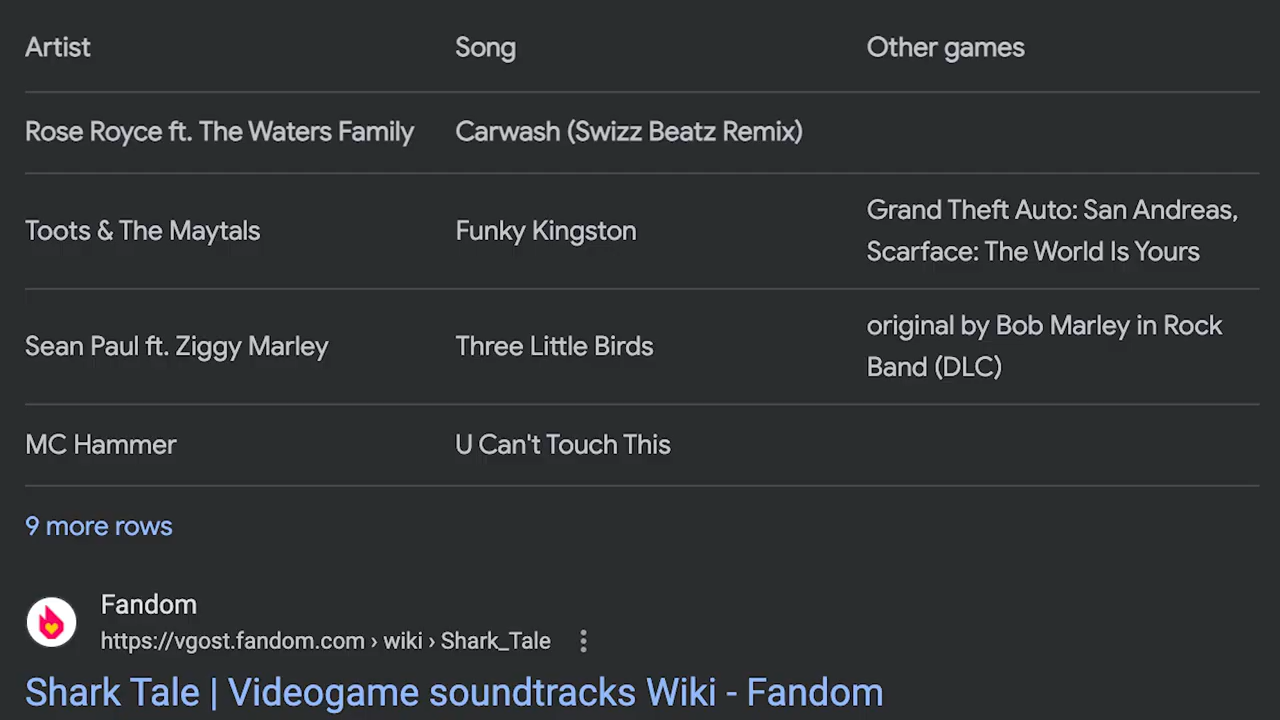 Artist Song Other games
Rose Royce ft. The Waters Family Carwash (Swizz Beatz Remix)
Toots & The Maytals Funky Kingston Grand Theft Auto: San Andreas,
Scarface: The World Is Yours
Sean Paul ft. Ziggy Marley Three Little Birds original by Bob Marley in Rock
Band (DLC)
MC Hammer U Can't Touch This
9 more rows
Fandom
https://vgost.fandom.com › wiki › Shark_Tale
Shark Tale | Videogame soundtracks Wiki - Fandom